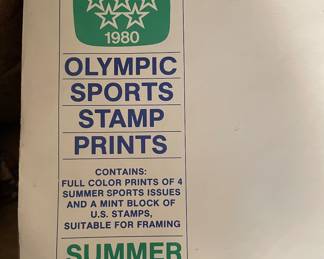 1980
OLYMPIC
SPORTS
STAMP
PRINTS
CONTAINS:
FULL COLOR PRINTS OF 4
SUMMER SPORTS ISSUES
AND A MINT BLOCK OF
U.S. STAMPS,
SUITABLE FOR FRAMING
SUMMER